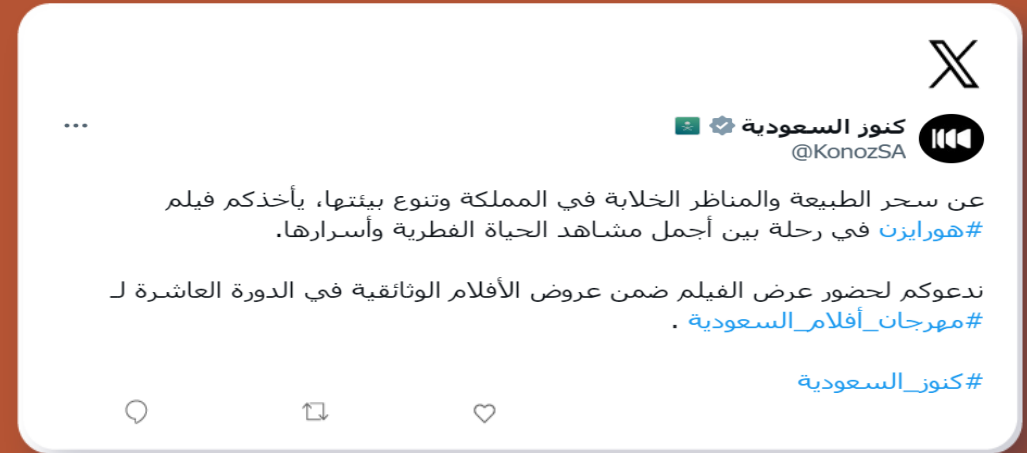 كنوز السعودية
@KonozSA
عن سحر الطبيعة والمناظر الخلابة في المملكة وتنوع بيئتها، يأخذكم فيلم
#هورايزن في رحلة بين أجمل مشاهد الحياة الفطرية وأسرارها.
ندعوكم لحضور عرض الفيلم ضمن عروض الأفلام الوثائقية في الدورة العاشرة لـ
#مهرجان_أفلام_السعودية .
#كنوز_السعودية